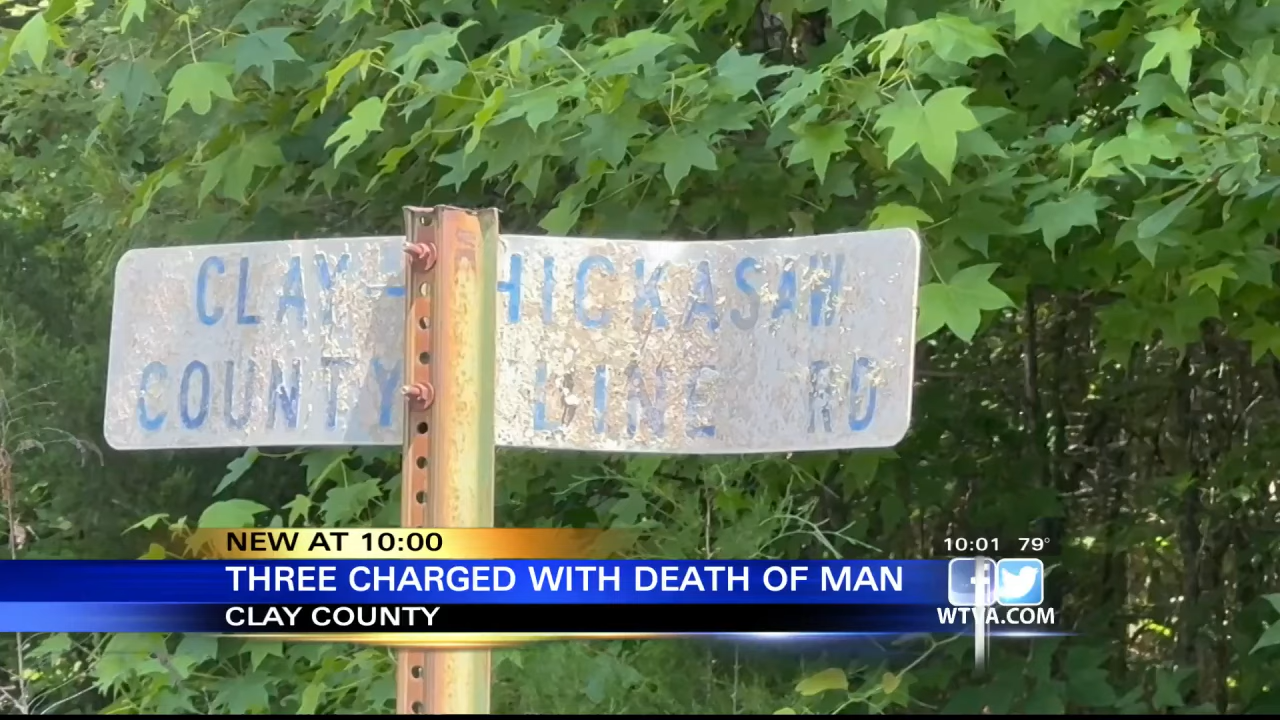 CLAY-HICKASAW
COUNTY LINE RD
NEW AT 10:00
10:01 79°
THREE CHARGED WITH DEATH OF MAN
CLAY COUNTY
WTVA.COM